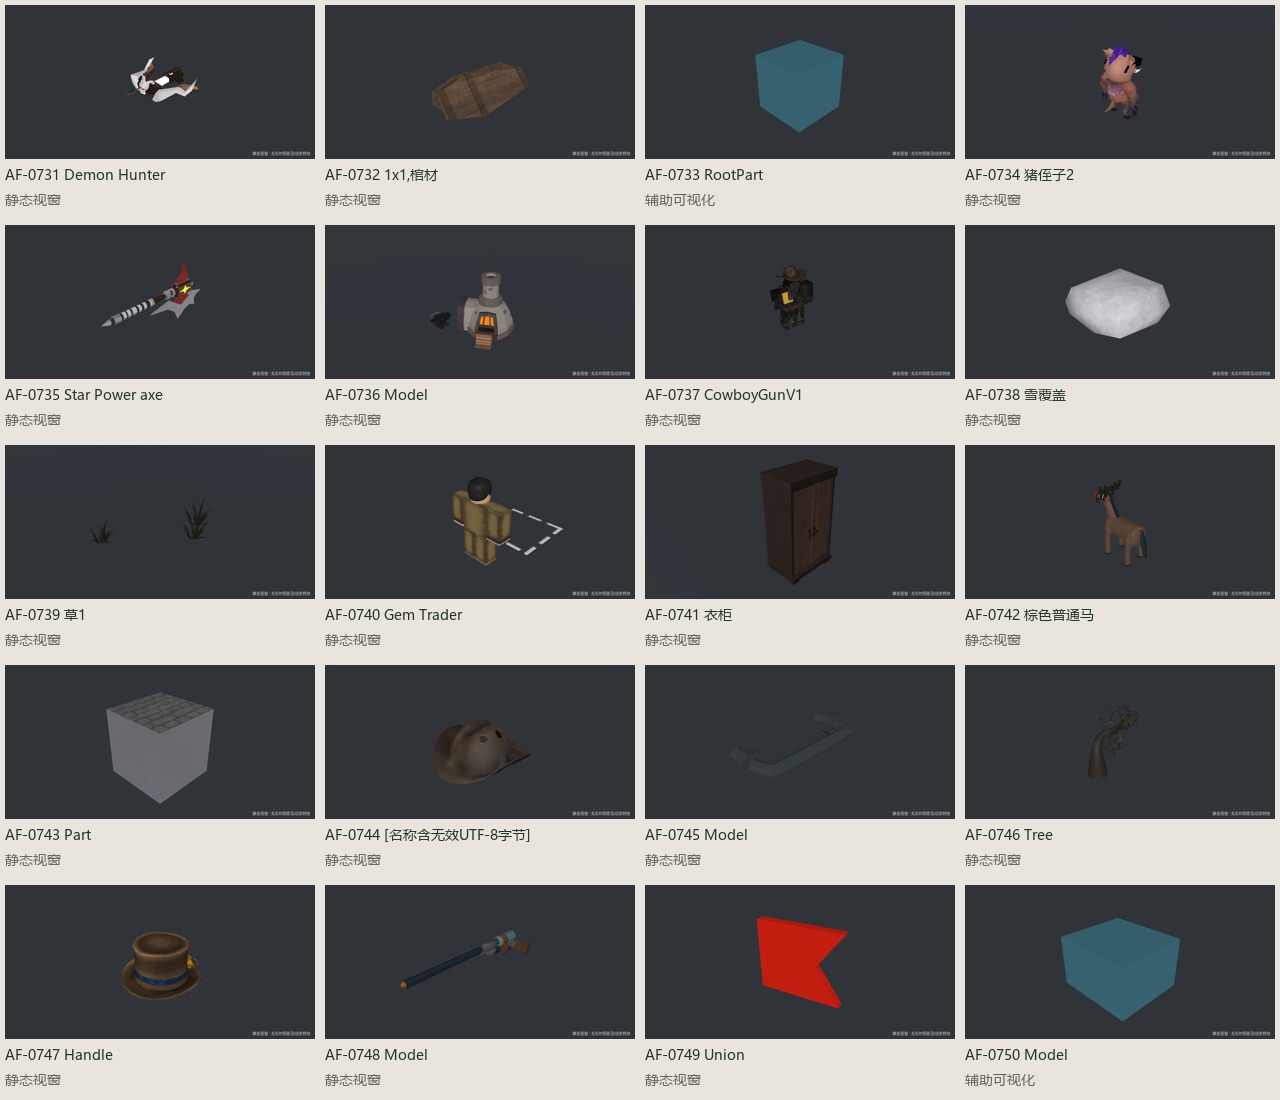 AF-0731 Demon Hunter
静态视窗
AF-0732 1x1,棺材
静态视窗
AF-0733 RootPart
辅助可视化
AF-0734 猪侄子2
静态视窗
AF-0735 Star Power axe
静态视窗
AF-0736 Model
静态视窗
AF-0737 CowboyGunV1
静态视窗
AF-0738 雪覆盖
静态视窗
AF-0739 草1
静态视窗
AF-0740 Gem Trader
静态视窗
AF-0741 衣柜
静态视窗
AF-0742 棕色普通马
静态视窗
AF-0743 Part
静态视窗
AF-0744 [名称含无效UTF-8字节]
静态视窗
AF-0745 Model
静态视窗
AF-0746 Tree
静态视窗
AF-0747 Handle
静态视窗
AF-0748 Model
静态视窗
AF-0749 Union
静态视窗
AF-0750 Model
辅助可视化